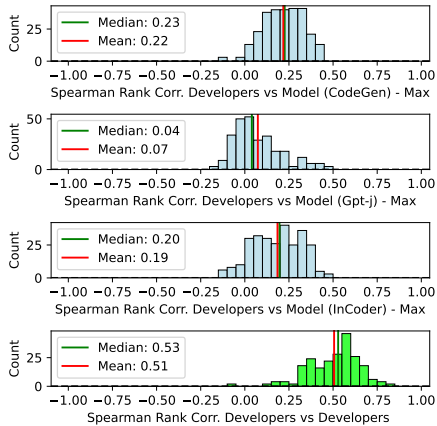 Count
25
0
Median: 0.23
Mean: 0.22
−1.00 −0.75 −0.50 −0.25 0.00 0.25 0.50 0.75 1.00
Spearman Rank Corr. Developers vs Model (CodeGen) - Max
Count
50
25
0
Median: 0.04
Mean: 0.07
−1.00 −0.75 −0.50 −0.25 0.00 0.25 0.50 0.75 1.00
Spearman Rank Corr. Developers vs Model (Gpt-j) - Max
Count
25
0
Median: 0.20
Mean: 0.19
−1.00 −0.75 −0.50 −0.25 0.00 0.25 0.50 0.75 1.00
Spearman Rank Corr. Developers vs Model (InCoder) - Max
Count
25
0
Median: 0.53
Mean: 0.51
−1.00 −0.75 −0.50 −0.25 0.00 0.25 0.50 0.75 1.00
Spearman Rank Corr. Developers vs Developers